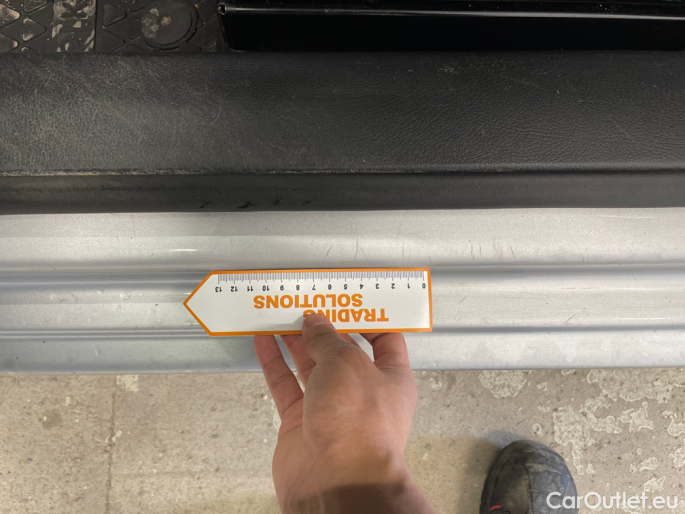 13 12 11 10 9 8 7 6 5 4 3 2 1 0
TRADING
SOLUTIONS
CarOutlet.eu